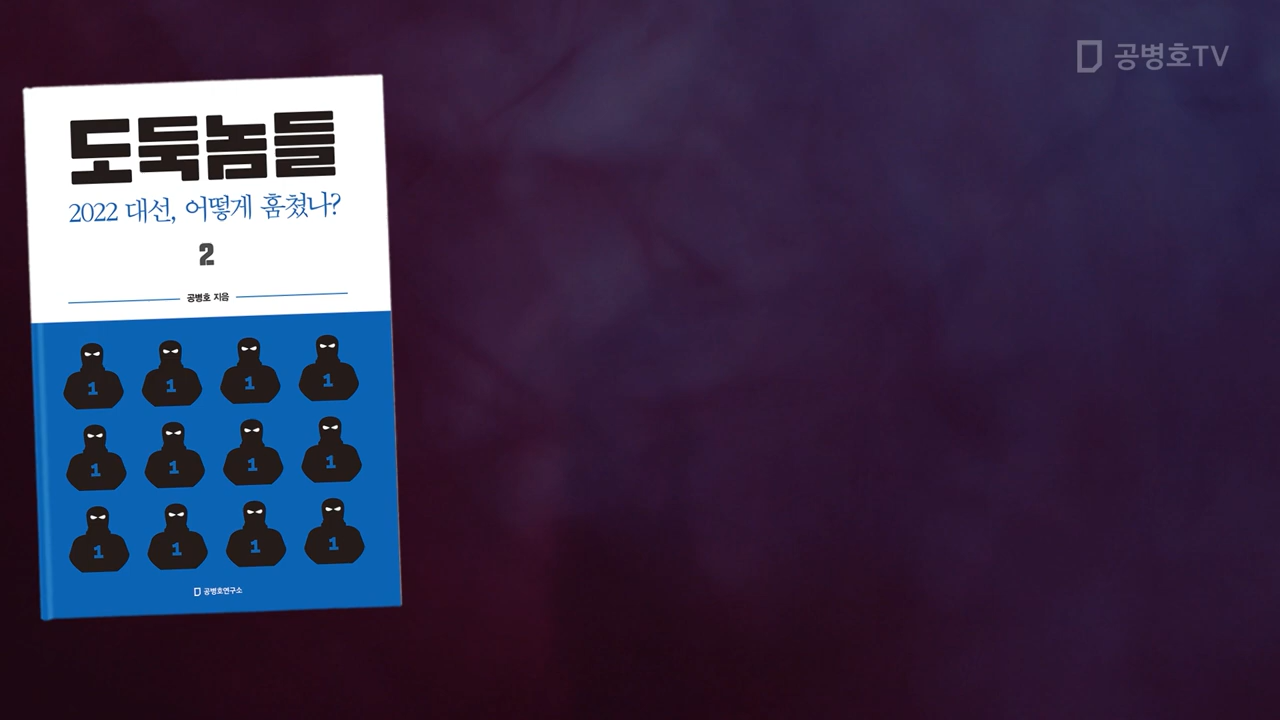 공병호TV
도둑놈들
2022 대선, 어떻게 훔쳤나?
2
공병호 지음
1 1 1 1
1 1 1 1
1 1 1 1
공병호연구소